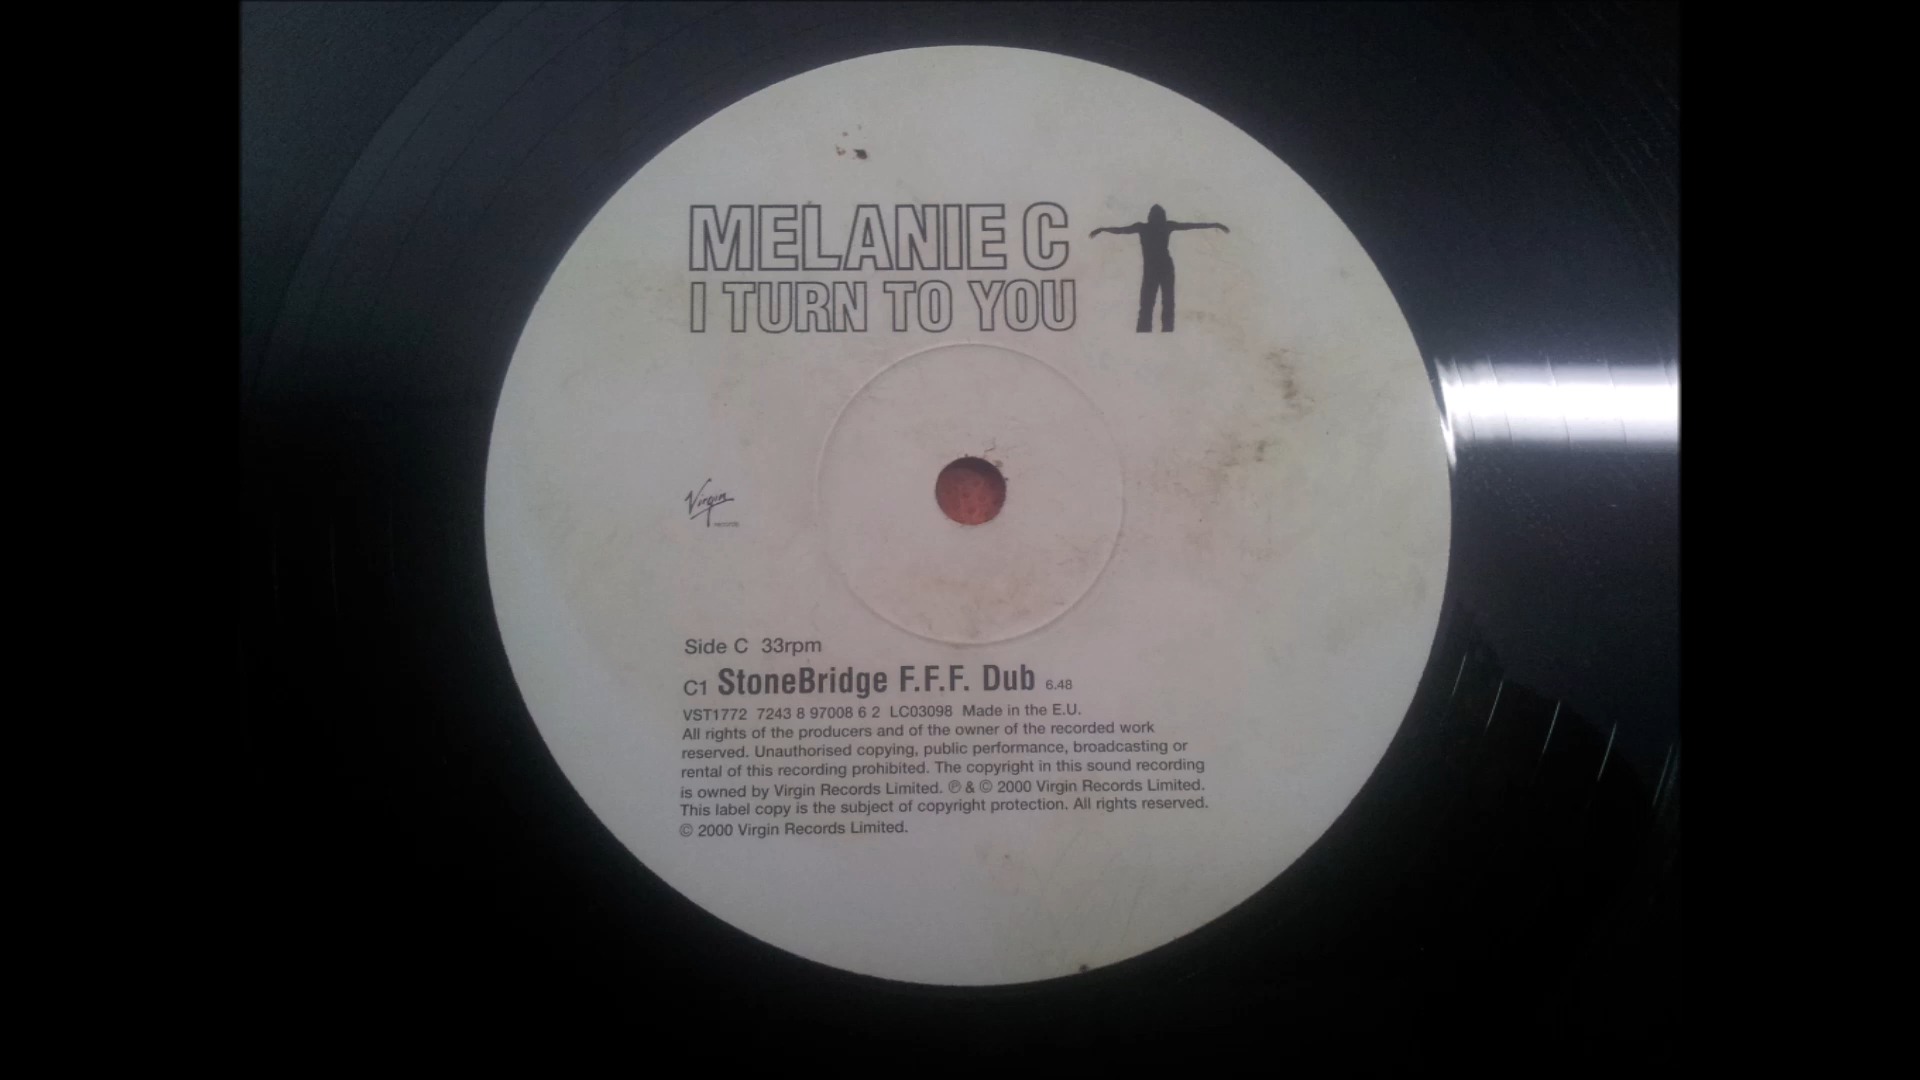 MELANIE C
I TURN TO YOU
Virgin
records
Side C 33rpm
C1 StoneBridge F.F.F. Dub 6.48
VST1772 7243 8 97008 6 2 LC03098 Made in the E.U.
All rights of the producers and of the owner of the recorded work
reserved. Unauthorised copying, public performance, broadcasting or
rental of this recording prohibited. The copyright in this sound recording
is owned by Virgin Records Limited. ℗ & © 2000 Virgin Records Limited.
This label copy is the subject of copyright protection. All rights reserved.
© 2000 Virgin Records Limited.